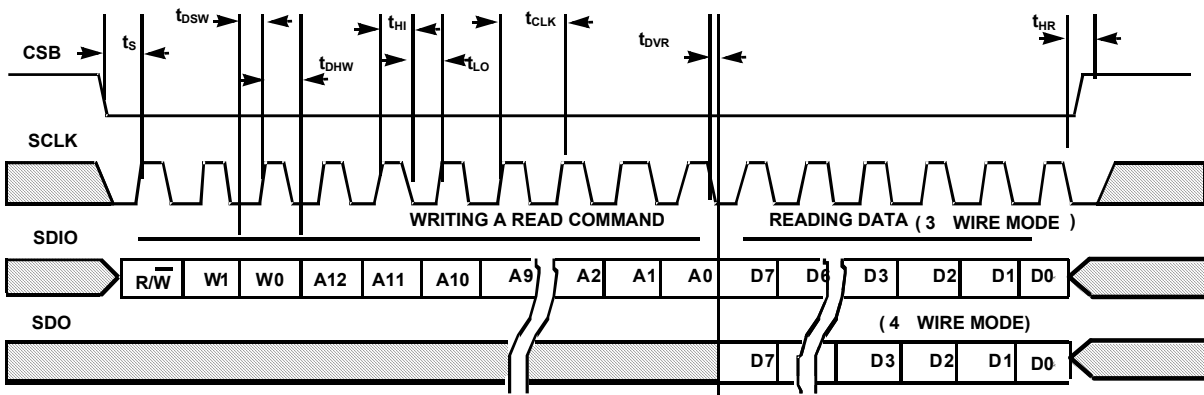 tDSW tHI tCLK tHR
CSB tS tDHW tLO tDVR
SCLK
WRITING A READ COMMAND READING DATA ( 3 WIRE MODE )
SDIO
R/W̅ W1 W0 A12 A11 A10 A9 A2 A1 A0 D7 D6 D3 D2 D1 D0
SDO ( 4 WIRE MODE)
D7 D3 D2 D1 D0